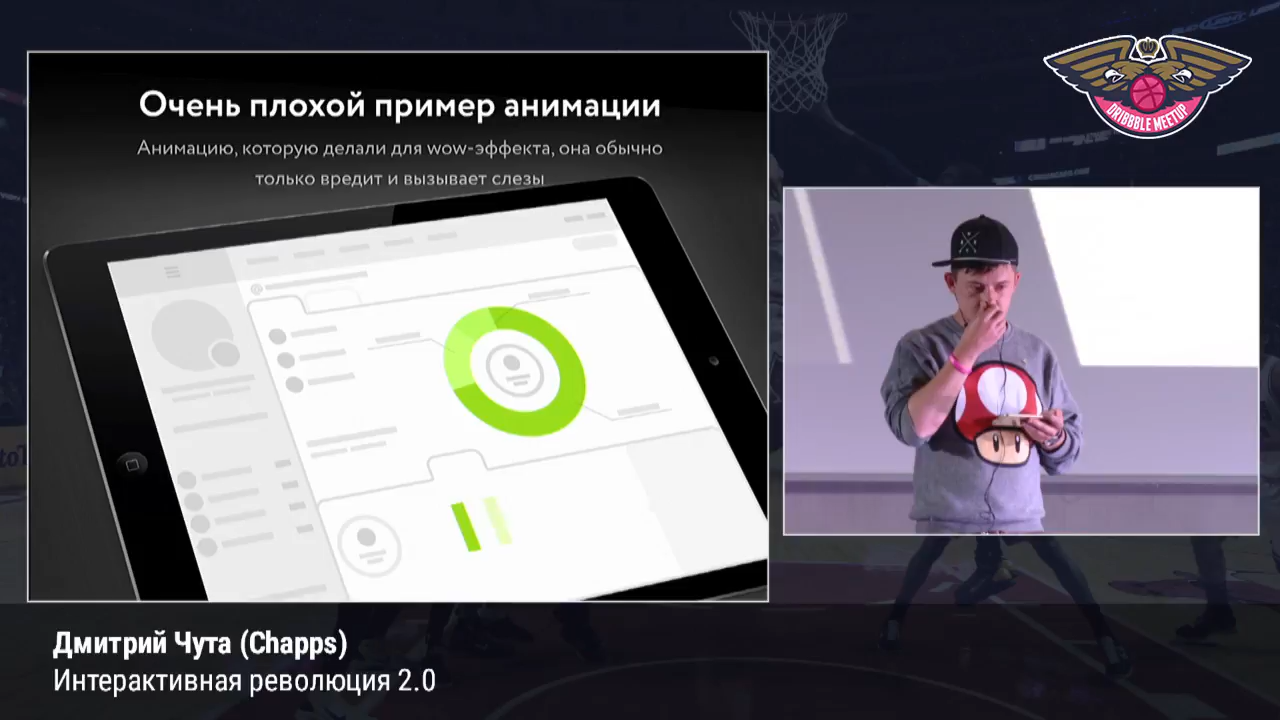 Очень плохой пример анимации
Анимацию, которую делали для wow-эффекта, она обычно
только вредит и вызывает слезы
DRIBBBLE MEETUP
Дмитрий Чута (Chapps)
Интерактивная революция 2.0